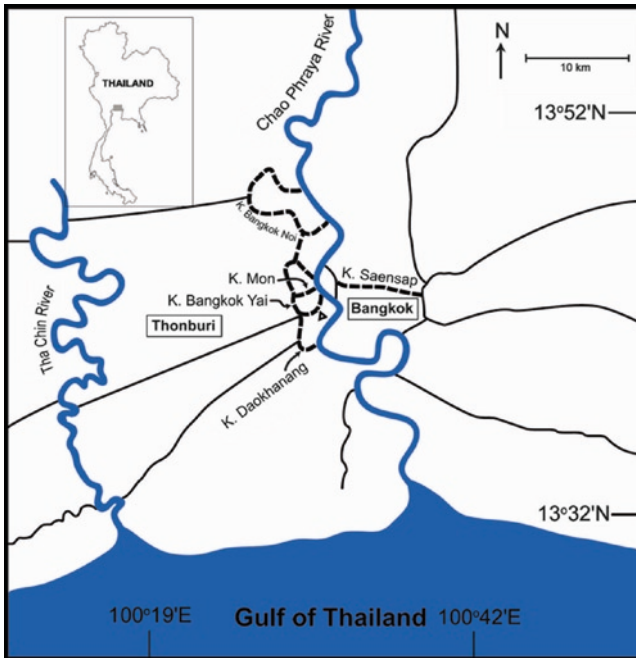 THAILAND
Chao Phraya River
N
10 km
13°52'N
K. Bangkok Noi
K. Mon
K. Saensap
K. Bangkok Yai
Bangkok
Thonburi
Tha Chin River
K. Daokhanang
13°32'N
100°19'E
Gulf of Thailand
100°42'E